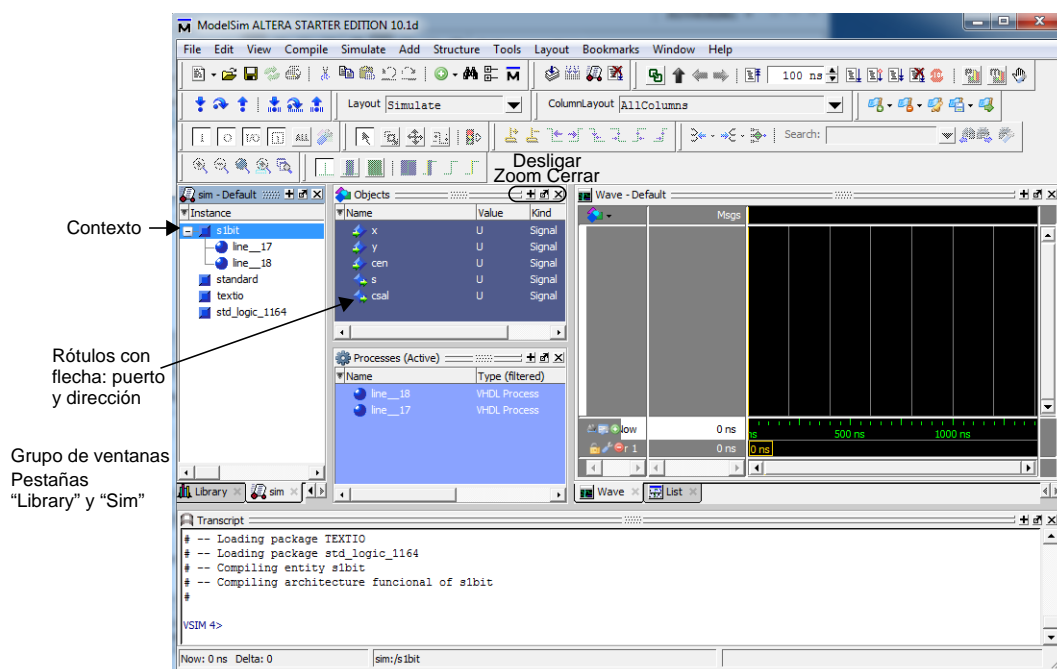 ModelSim ALTERA STARTER EDITION 10.1d
File Edit View Compile Simulate Add Structure Tools Layout Bookmarks Window Help
100 ns
Layout Simulate
ColumnLayout AllColumns
Search:
Desligar
Zoom Cerrar
sim - Default
Objects
Wave - Default
Instance
Name Value Kind
Msgs
Contexto
s1bit
line__17
line__18
standard
textio
std_logic_1164
x U Signal
y U Signal
cen U Signal
s U Signal
csal U Signal
Rótulos con
flecha: puerto
y dirección
Processes (Active)
Name Type (filtered)
line__18 VHDL Process
line__17 VHDL Process
Now 0 ns
ns 500 ns 1000 ns
r 1 0 ns 0 ns
Grupo de ventanas
Pestañas
“Library” y “Sim”
Library sim
Wave List
Transcript
# -- Loading package TEXTIO
# -- Loading package std_logic_1164
# -- Compiling entity s1bit
# -- Compiling architecture funcional of s1bit
#
VSIM 4>
Now: 0 ns Delta: 0 sim:/s1bit